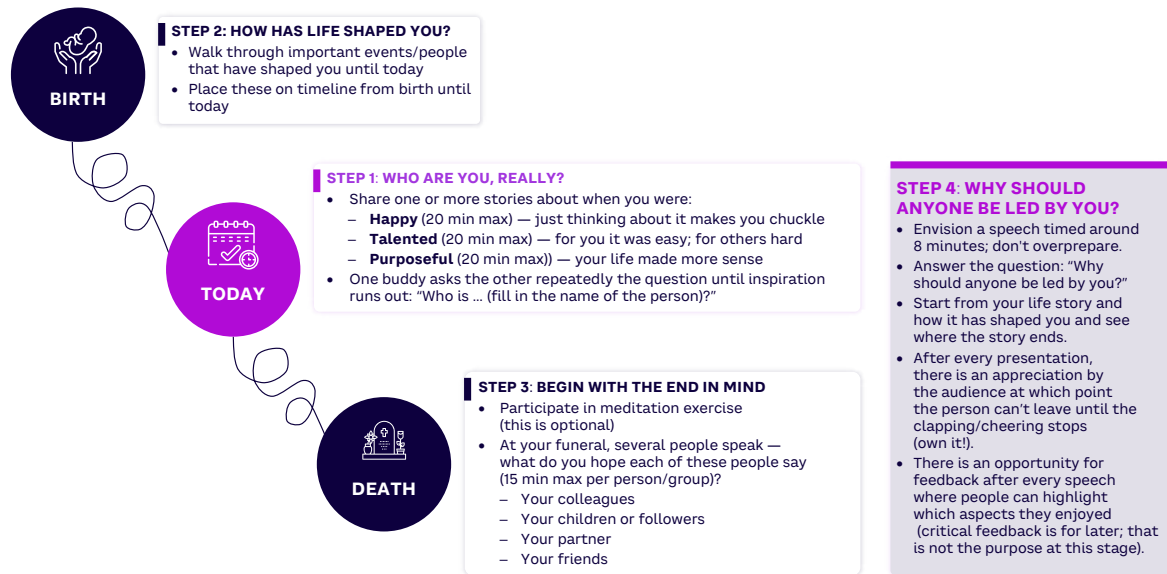 BIRTH
STEP 2: HOW HAS LIFE SHAPED YOU?
• Walk through important events/people
that have shaped you until today
• Place these on timeline from birth until
today
TODAY
STEP 1: WHO ARE YOU, REALLY?
• Share one or more stories about when you were:
– Happy (20 min max) — just thinking about it makes you chuckle
– Talented (20 min max) — for you it was easy; for others hard
– Purposeful (20 min max)) — your life made more sense
• One buddy asks the other repeatedly the question until inspiration
runs out: “Who is … (fill in the name of the person)?”
DEATH
STEP 3: BEGIN WITH THE END IN MIND
• Participate in meditation exercise
(this is optional)
• At your funeral, several people speak —
what do you hope each of these people say
(15 min max per person/group)?
– Your colleagues
– Your children or followers
– Your partner
– Your friends
STEP 4: WHY SHOULD
ANYONE BE LED BY YOU?
• Envision a speech timed around
8 minutes; don't overprepare.
• Answer the question: “Why
should anyone be led by you?”
• Start from your life story and
how it has shaped you and see
where the story ends.
• After every presentation,
there is an appreciation by
the audience at which point
the person can’t leave until the
clapping/cheering stops
(own it!).
• There is an opportunity for
feedback after every speech
where people can highlight
which aspects they enjoyed
(critical feedback is for later; that
is not the purpose at this stage).